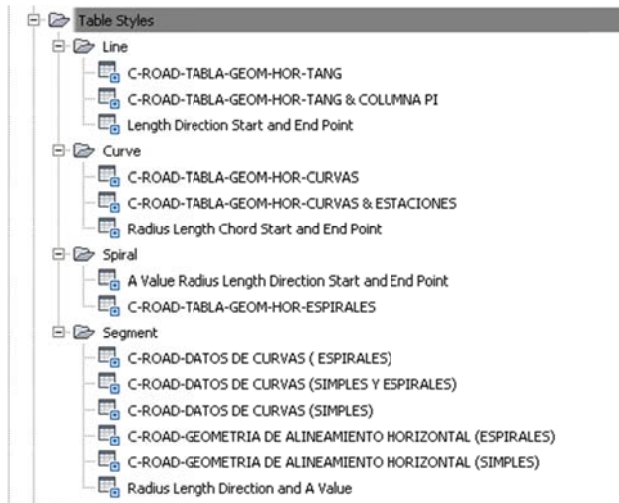 Table Styles
Line
C-ROAD-TABLA-GEOM-HOR-TANG
C-ROAD-TABLA-GEOM-HOR-TANG & COLUMNA PI
Length Direction Start and End Point
Curve
C-ROAD-TABLA-GEOM-HOR-CURVAS
C-ROAD-TABLA-GEOM-HOR-CURVAS & ESTACIONES
Radius Length Chord Start and End Point
Spiral
A Value Radius Length Direction Start and End Point
C-ROAD-TABLA-GEOM-HOR-ESPIRALES
Segment
C-ROAD-DATOS DE CURVAS ( ESPIRALES)
C-ROAD-DATOS DE CURVAS (SIMPLES Y ESPIRALES)
C-ROAD-DATOS DE CURVAS (SIMPLES)
C-ROAD-GEOMETRIA DE ALINEAMIENTO HORIZONTAL (ESPIRALES)
C-ROAD-GEOMETRIA DE ALINEAMIENTO HORIZONTAL (SIMPLES)
Radius Length Direction and A Value